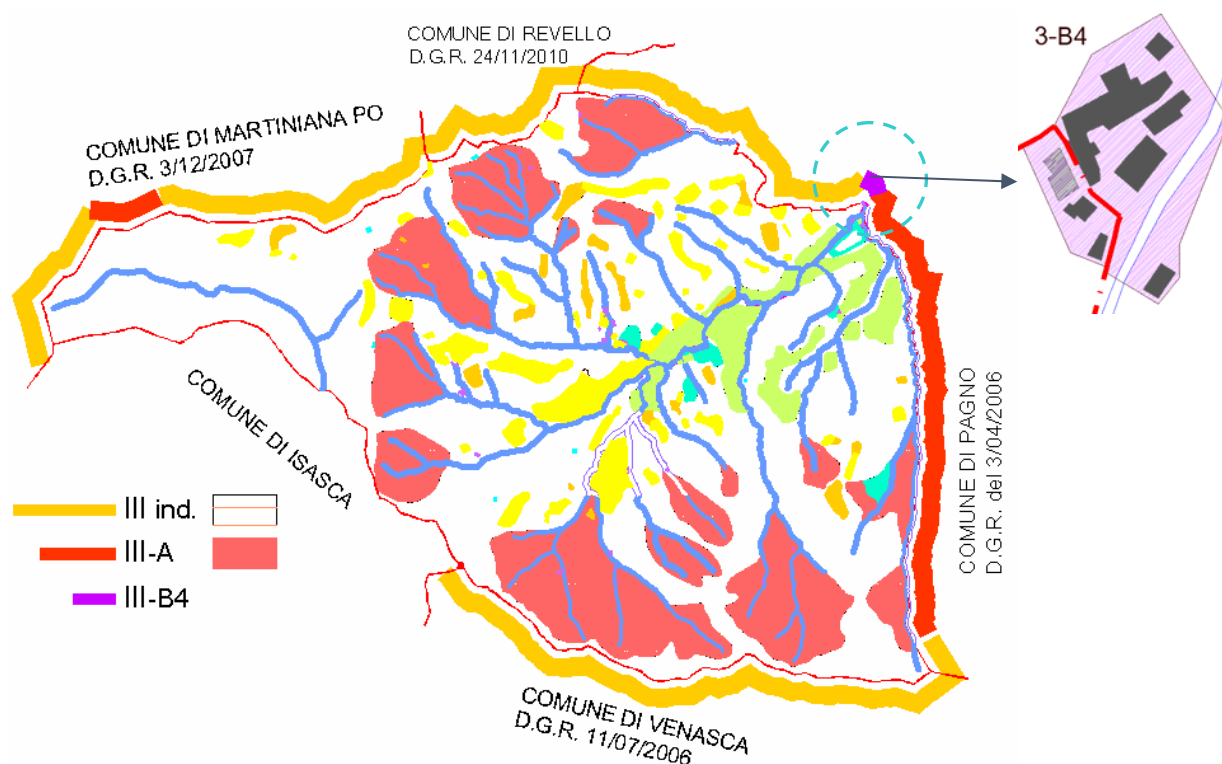 COMUNE DI REVELLO
D.G.R. 24/11/2010
3-B4
COMUNE DI MARTINIANA PO
D.G.R. 3/12/2007
COMUNE DI ISASCA
COMUNE DI PAGNO
D.G.R. del 3/04/2006
III ind.
III-A
III-B4
COMUNE DI VENASCA
D.G.R. 11/07/2006